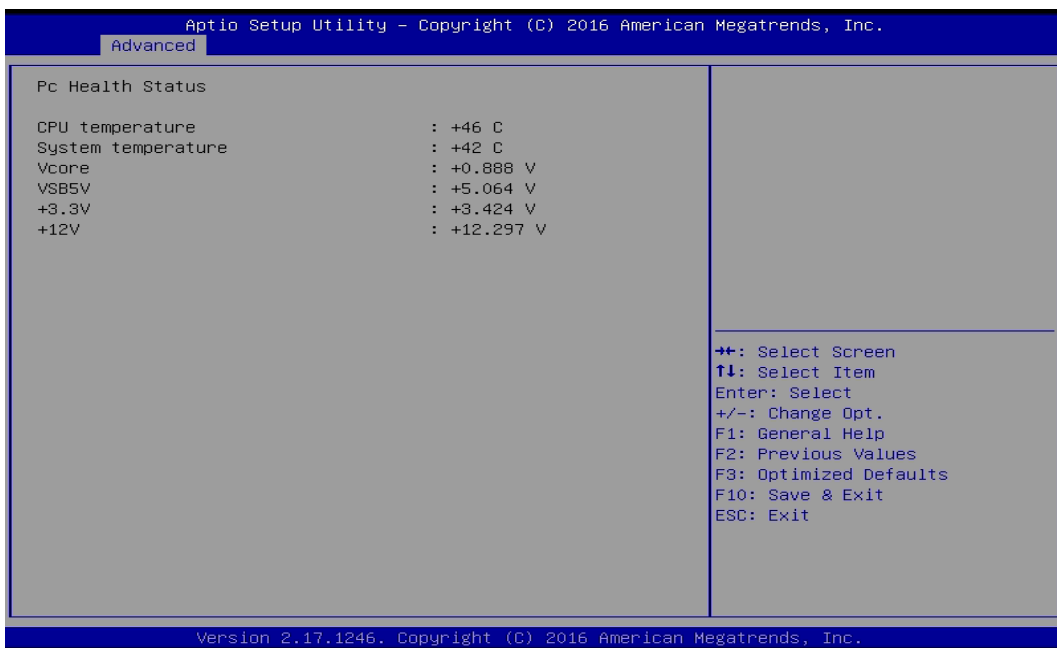 Aptio Setup Utility – Copyright (C) 2016 American Megatrends, Inc.
Advanced
Pc Health Status
CPU temperature : +46 C
System temperature : +42 C
Vcore : +0.888 V
VSB5V : +5.064 V
+3.3V : +3.424 V
+12V : +12.297 V
→←: Select Screen
↑↓: Select Item
Enter: Select
+/-: Change Opt.
F1: General Help
F2: Previous Values
F3: Optimized Defaults
F10: Save & Exit
ESC: Exit
Version 2.17.1246. Copyright (C) 2016 American Megatrends, Inc.